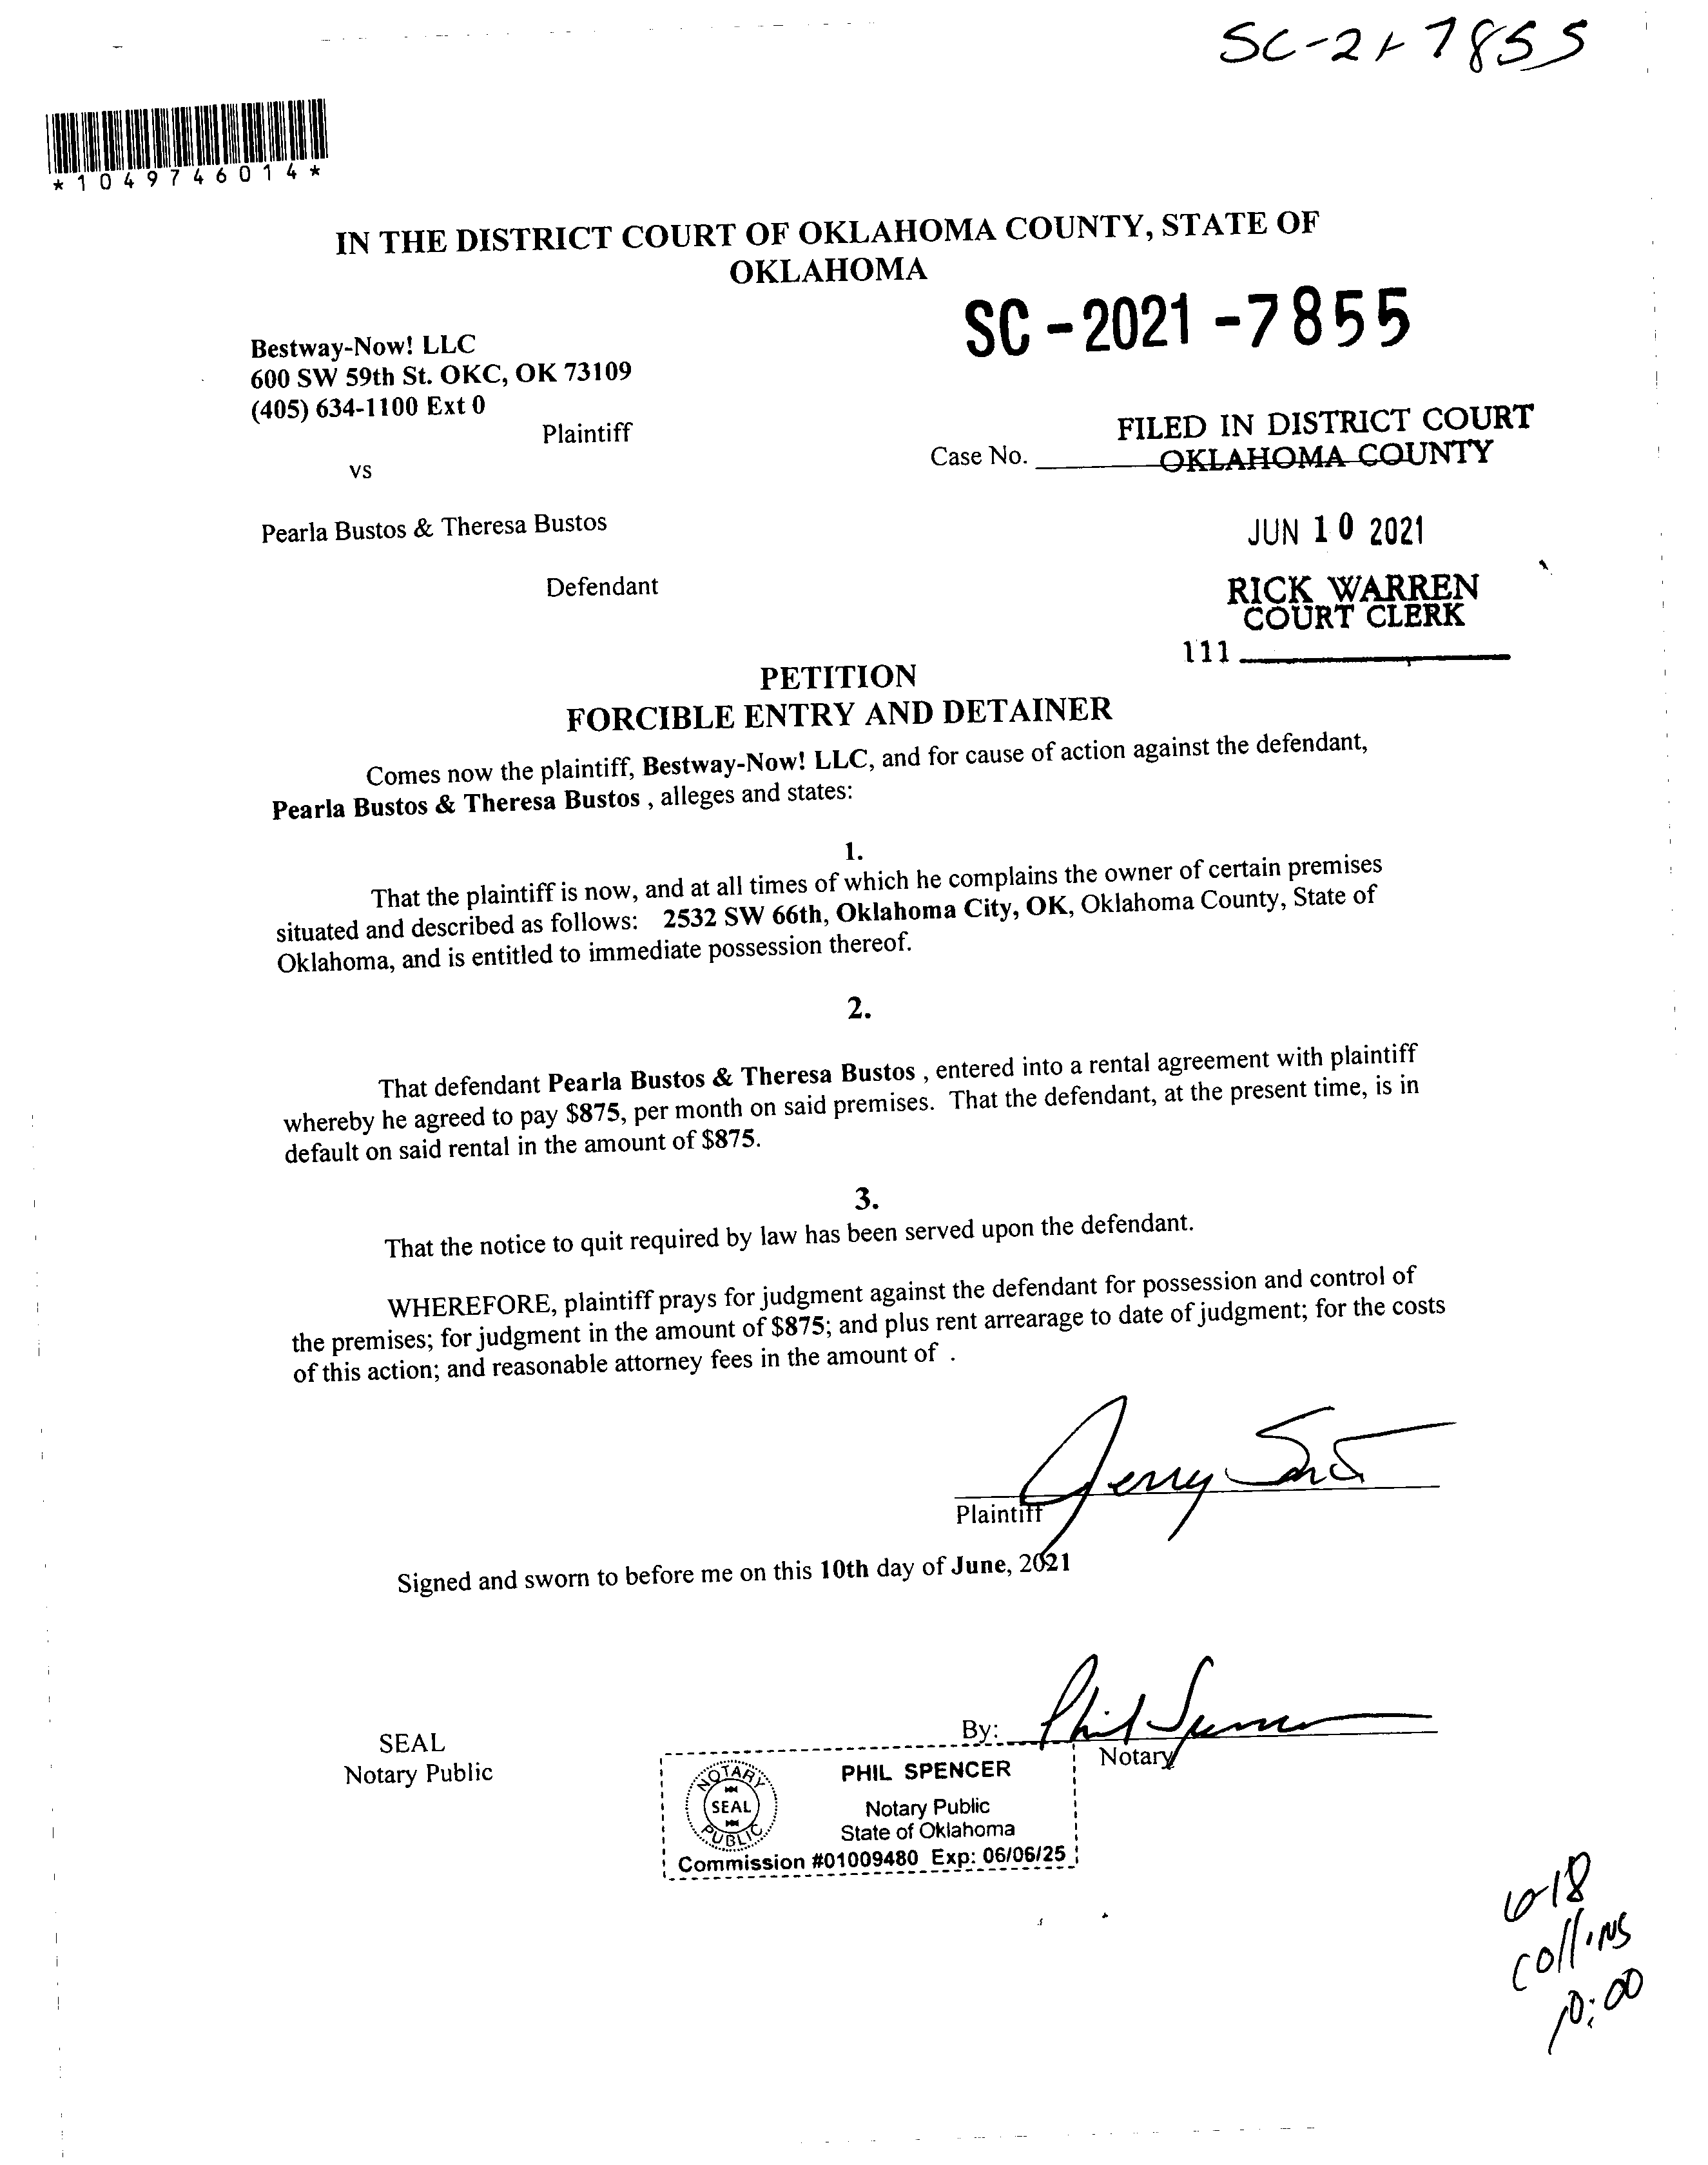 SC-21-7855
*1049746014*
IN THE DISTRICT COURT OF OKLAHOMA COUNTY, STATE OF
OKLAHOMA
SC-2021-7855
Bestway-Now! LLC
600 SW 59th St. OKC, OK 73109
(405) 634-1100 Ext 0
Plaintiff
vs
FILED IN DISTRICT COURT
Case No. OKLAHOMA COUNTY
Pearla Bustos & Theresa Bustos
JUN 10 2021
Defendant
RICK WARREN
COURT CLERK
111
PETITION
FORCIBLE ENTRY AND DETAINER
Comes now the plaintiff, Bestway-Now! LLC, and for cause of action against the defendant,
Pearla Bustos & Theresa Bustos , alleges and states:
1.
That the plaintiff is now, and at all times of which he complains the owner of certain premises
situated and described as follows: 2532 SW 66th, Oklahoma City, OK, Oklahoma County, State of
Oklahoma, and is entitled to immediate possession thereof.
2.
That defendant Pearla Bustos & Theresa Bustos , entered into a rental agreement with plaintiff
whereby he agreed to pay $875, per month on said premises. That the defendant, at the present time, is in
default on said rental in the amount of $875.
3.
That the notice to quit required by law has been served upon the defendant.
WHEREFORE, plaintiff prays for judgment against the defendant for possession and control of
the premises; for judgment in the amount of $875; and plus rent arrearage to date of judgment; for the costs
of this action; and reasonable attorney fees in the amount of .
Jerry
Plaintiff
Signed and sworn to before me on this 10th day of June, 2021
By: Phil Spencer
Notary
SEAL
Notary Public
NOTARY
SEAL
PUBLIC
PHIL SPENCER
Notary Public
State of Oklahoma
Commission #01009480 Exp: 06/06/25
6-18
Collins
10:00